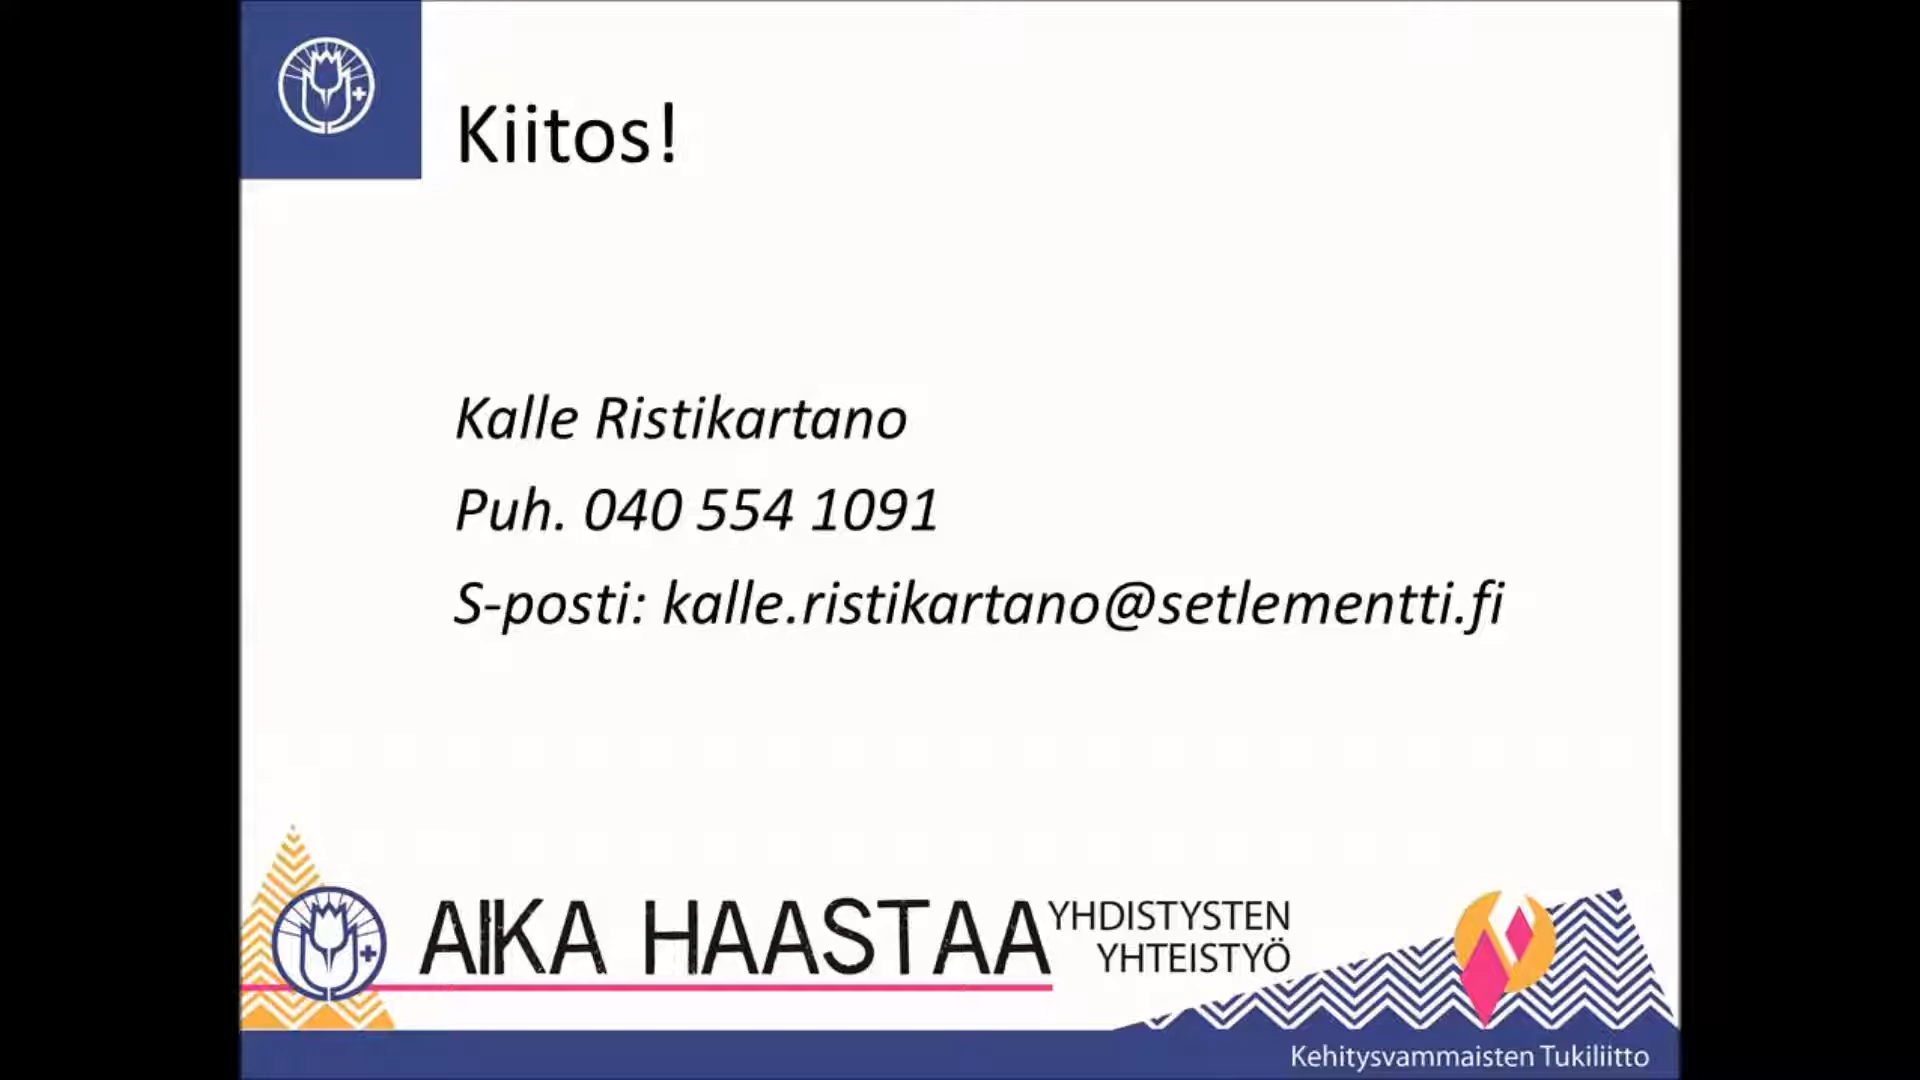 Kiitos!
Kalle Ristikartano
Puh. 040 554 1091
S-posti: kalle.ristikartano@setlementti.fi
AIKA HAASTAA
YHDISTYSTEN
YHTEISTYÖ
Kehitysvammaisten Tukiliitto